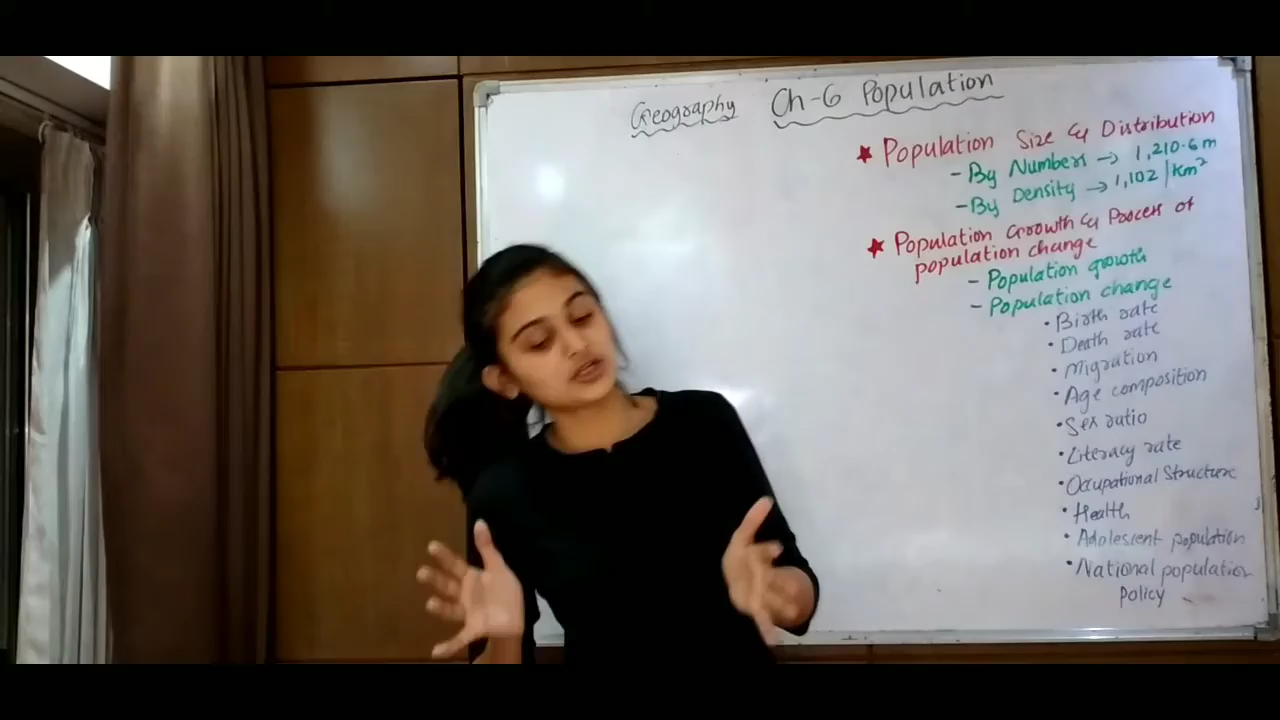 Geography Ch-6 Population
★ Population Size & Distribution
- By Numbers → 1,210.6 m
- By Density → 1,102 /Km²
★ Population Growth & Process of
population change
- Population growth
- Population change
• Birth rate
• Death rate
• Migration
• Age composition
• Sex ratio
• Literacy rate
• Occupational Structure
• Health
• Adolescent population
• National population
Policy